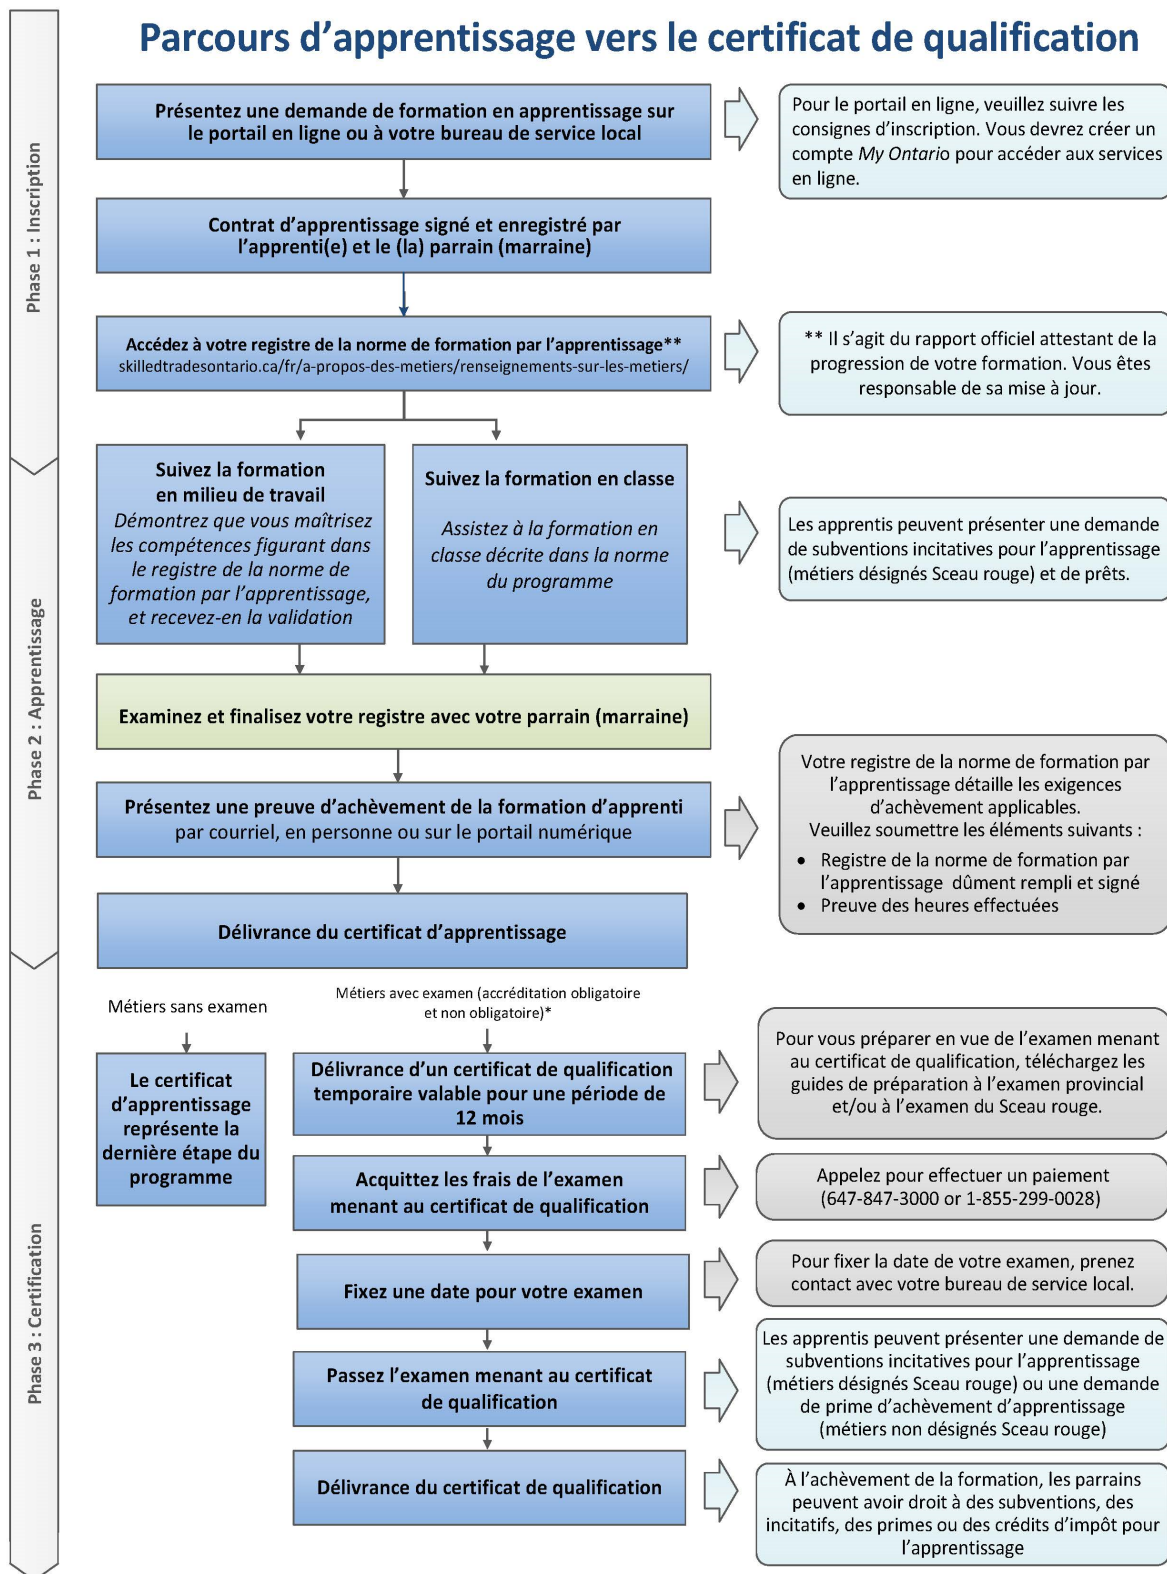 Parcours d’apprentissage vers le certificat de qualification
Phase 1 : Inscription
Présentez une demande de formation en apprentissage sur
le portail en ligne ou à votre bureau de service local
Pour le portail en ligne, veuillez suivre les
consignes d’inscription. Vous devrez créer un
compte My Ontario pour accéder aux services
en ligne.
Contrat d’apprentissage signé et enregistré par
l’apprenti(e) et le (la) parrain (marraine)
Accédez à votre registre de la norme de formation par l’apprentissage**
skilledtradesontario.ca/fr/a-propos-des-metiers/renseignements-sur-les-metiers/
** Il s’agit du rapport officiel attestant de la
progression de votre formation. Vous êtes
responsable de sa mise à jour.
Phase 2 : Apprentissage
Suivez la formation
en milieu de travail
Démontrez que vous maîtrisez
les compétences figurant dans
le registre de la norme de
formation par l’apprentissage,
et recevez-en la validation
Suivez la formation en classe
Assistez à la formation en
classe décrite dans la norme
du programme
Les apprentis peuvent présenter une demande
de subventions incitatives pour l’apprentissage
(métiers désignés Sceau rouge) et de prêts.
Examinez et finalisez votre registre avec votre parrain (marraine)
Présentez une preuve d’achèvement de la formation d’apprenti
par courriel, en personne ou sur le portail numérique
Votre registre de la norme de formation par
l’apprentissage détaille les exigences
d’achèvement applicables.
Veuillez soumettre les éléments suivants :
• Registre de la norme de formation par
l’apprentissage dûment rempli et signé
• Preuve des heures effectuées
Délivrance du certificat d’apprentissage
Phase 3 : Certification
Métiers sans examen
Le certificat
d’apprentissage
représente la
dernière étape du
programme
Métiers avec examen (accréditation obligatoire
et non obligatoire)*
Délivrance d’un certificat de qualification
temporaire valable pour une période de
12 mois
Pour vous préparer en vue de l’examen menant
au certificat de qualification, téléchargez les
guides de préparation à l’examen provincial
et/ou à l’examen du Sceau rouge.
Acquittez les frais de l’examen
menant au certificat de qualification
Appelez pour effectuer un paiement
(647-847-3000 or 1-855-299-0028)
Fixez une date pour votre examen
Pour fixer la date de votre examen, prenez
contact avec votre bureau de service local.
Passez l’examen menant au certificat
de qualification
Les apprentis peuvent présenter une demande de
subventions incitatives pour l’apprentissage
(métiers désignés Sceau rouge) ou une demande
de prime d’achèvement d’apprentissage
(métiers non désignés Sceau rouge)
Délivrance du certificat de qualification
À l’achèvement de la formation, les parrains
peuvent avoir droit à des subventions, des
incitatifs, des primes ou des crédits d’impôt pour
l’apprentissage